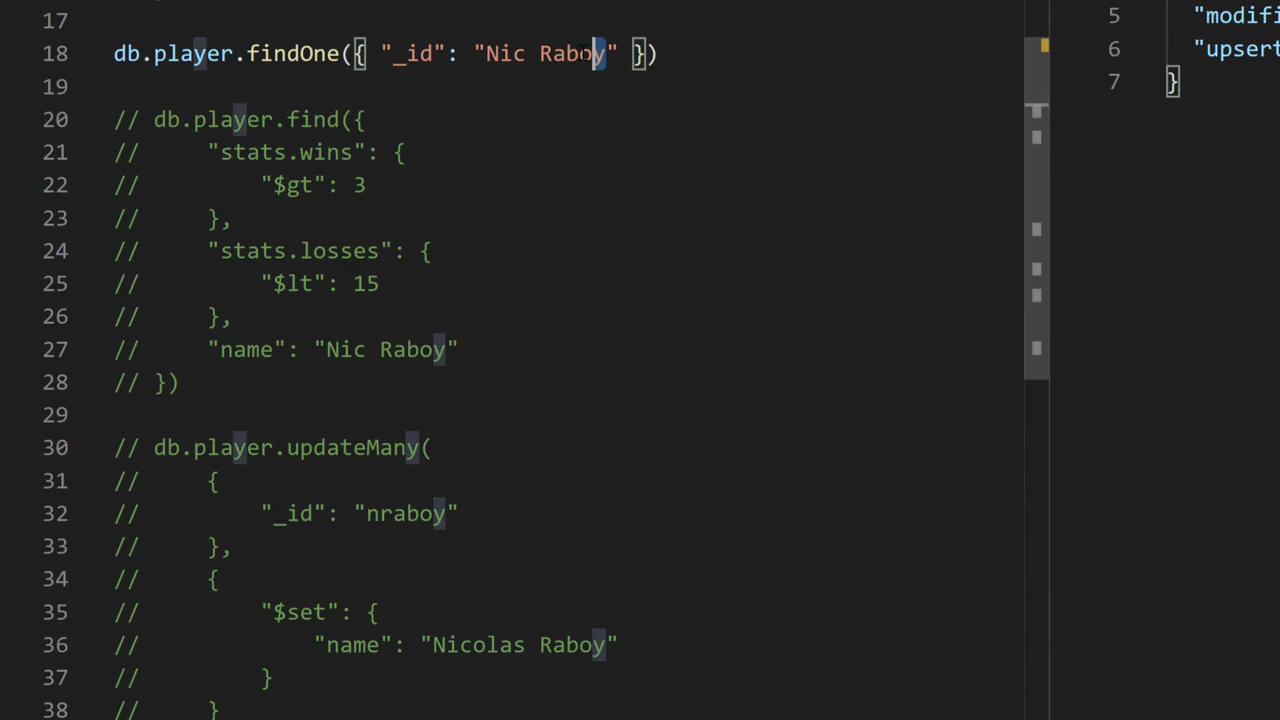 17
18 db.player.findOne({ "_id": "Nic Raboy" })
19
20 // db.player.find({
21 //     "stats.wins": {
22 //         "$gt": 3
23 //     },
24 //     "stats.losses": {
25 //         "$lt": 15
26 //     },
27 //     "name": "Nic Raboy"
28 // })
29
30 // db.player.updateMany(
31 //     {
32 //         "_id": "nraboy"
33 //     },
34 //     {
35 //         "$set": {
36 //             "name": "Nicolas Raboy"
37 //         }
38 //     }
5 "modifi
6 "upsert
7 }